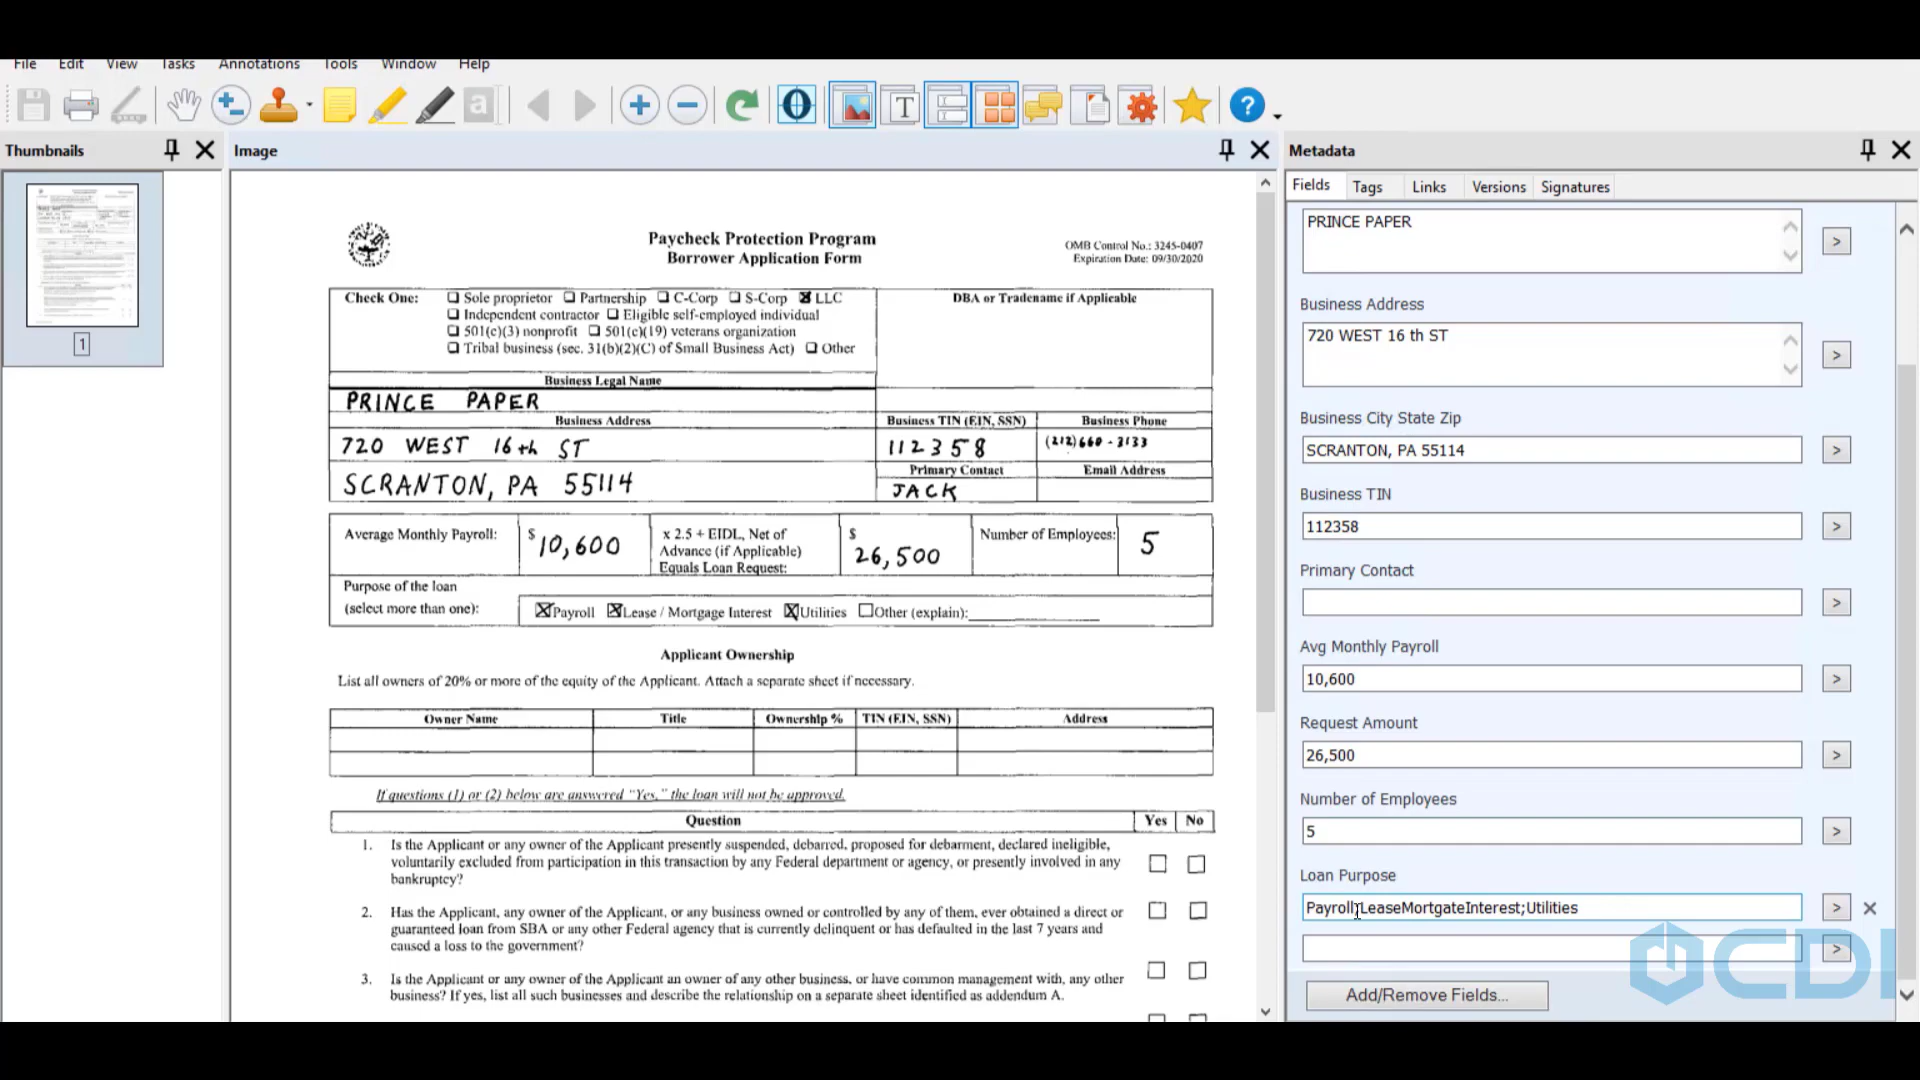 File Edit View Tasks Annotations Tools Window Help
Thumbnails
1
Image
Paycheck Protection Program
Borrower Application Form
OMB Control No.: 3245-0407
Expiration Date: 09/30/2020
Check One:
Sole proprietor Partnership C-Corp S-Corp LLC
Independent contractor Eligible self-employed individual
501(c)(3) nonprofit 501(c)(19) veterans organization
Tribal business (sec. 31(b)(2)(C) of Small Business Act) Other
DBA or Tradename if Applicable
Business Legal Name
PRINCE PAPER
Business Address
720 WEST 16th ST
SCRANTON, PA 55114
Business TIN (EIN, SSN)
112358
Business Phone
(212)660-3133
Primary Contact
JACK
Email Address
Average Monthly Payroll:
$ 10,600
x 2.5 + EIDL, Net of
Advance (if Applicable)
Equals Loan Request:
$
26,500
Number of Employees:
5
Purpose of the loan
(select more than one):
Payroll Lease / Mortgage Interest Utilities Other (explain):
Applicant Ownership
List all owners of 20% or more of the equity of the Applicant. Attach a separate sheet if necessary.
Owner Name Title Ownership % TIN (EIN, SSN) Address
If questions (1) or (2) below are answered "Yes," the loan will not be approved.
Question Yes No
1. Is the Applicant or any owner of the Applicant presently suspended, debarred, proposed for debarment, declared ineligible,
voluntarily excluded from participation in this transaction by any Federal department or agency, or presently involved in any
bankruptcy?
2. Has the Applicant, any owner of the Applicant, or any business owned or controlled by any of them, ever obtained a direct or
guaranteed loan from SBA or any other Federal agency that is currently delinquent or has defaulted in the last 7 years and
caused a loss to the government?
3. Is the Applicant or any owner of the Applicant an owner of any other business, or have common management with, any other
business? If yes, list all such businesses and describe the relationship on a separate sheet identified as addendum A.
Metadata
Fields Tags Links Versions Signatures
PRINCE PAPER
Business Address
720 WEST 16 th ST
Business City State Zip
SCRANTON, PA 55114
Business TIN
112358
Primary Contact
Avg Monthly Payroll
10,600
Request Amount
26,500
Number of Employees
5
Loan Purpose
Payroll;LeaseMortgateInterest;Utilities
Add/Remove Fields...
CDI